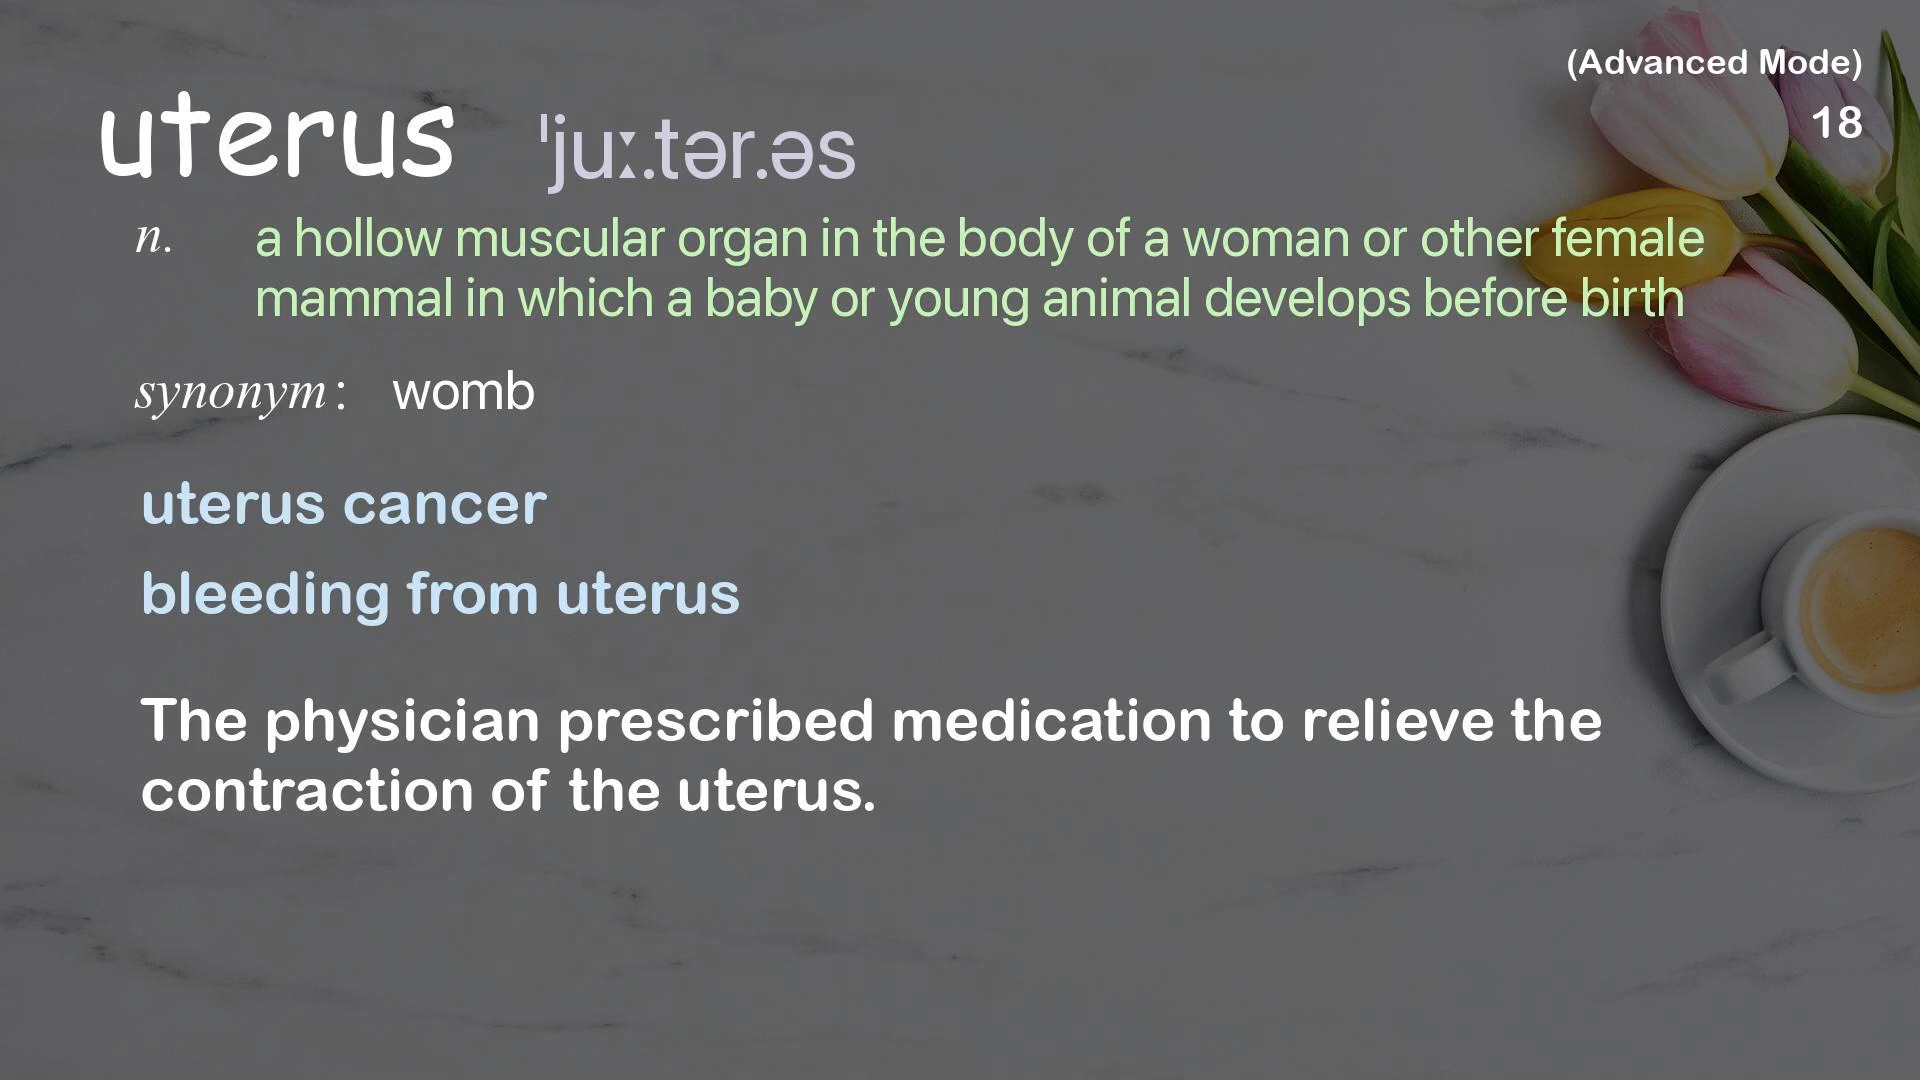 (Advanced Mode)
18
uterus ˈjuː.tər.əs
n. a hollow muscular organ in the body of a woman or other female
mammal in which a baby or young animal develops before birth
synonym: womb
uterus cancer
bleeding from uterus
The physician prescribed medication to relieve the
contraction of the uterus.